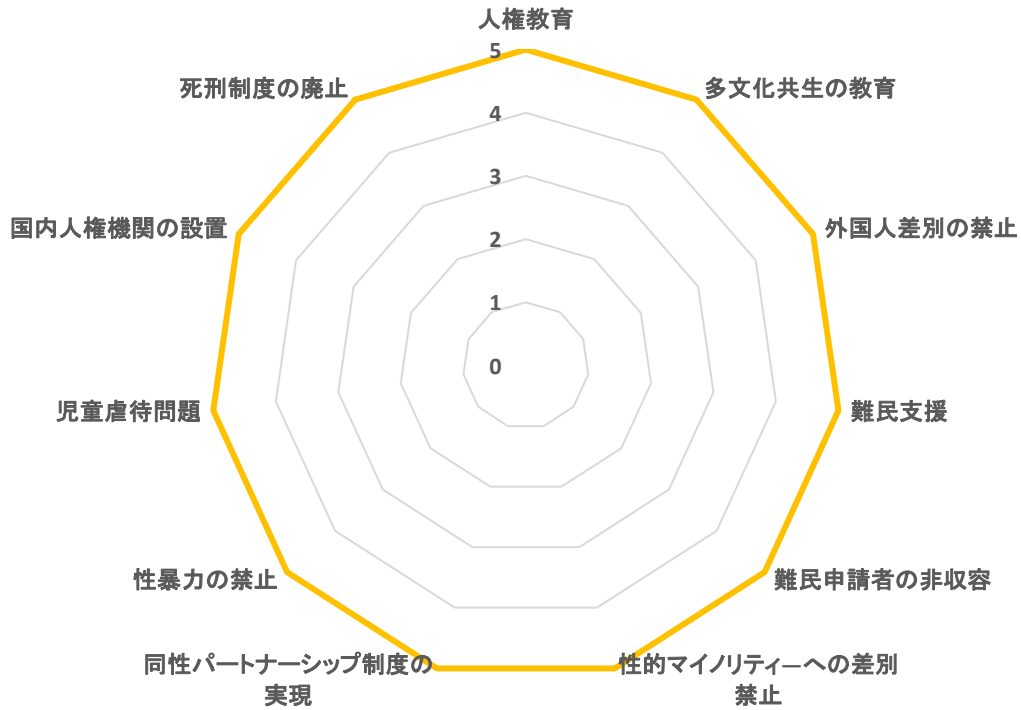 人権教育
5
死刑制度の廃止
多文化共生の教育
4
3
国内人権機関の設置
外国人差別の禁止
2
1
0
児童虐待問題
難民支援
性暴力の禁止
難民申請者の非収容
同性パートナーシップ制度の
実現
性的マイノリティ―への差別
禁止